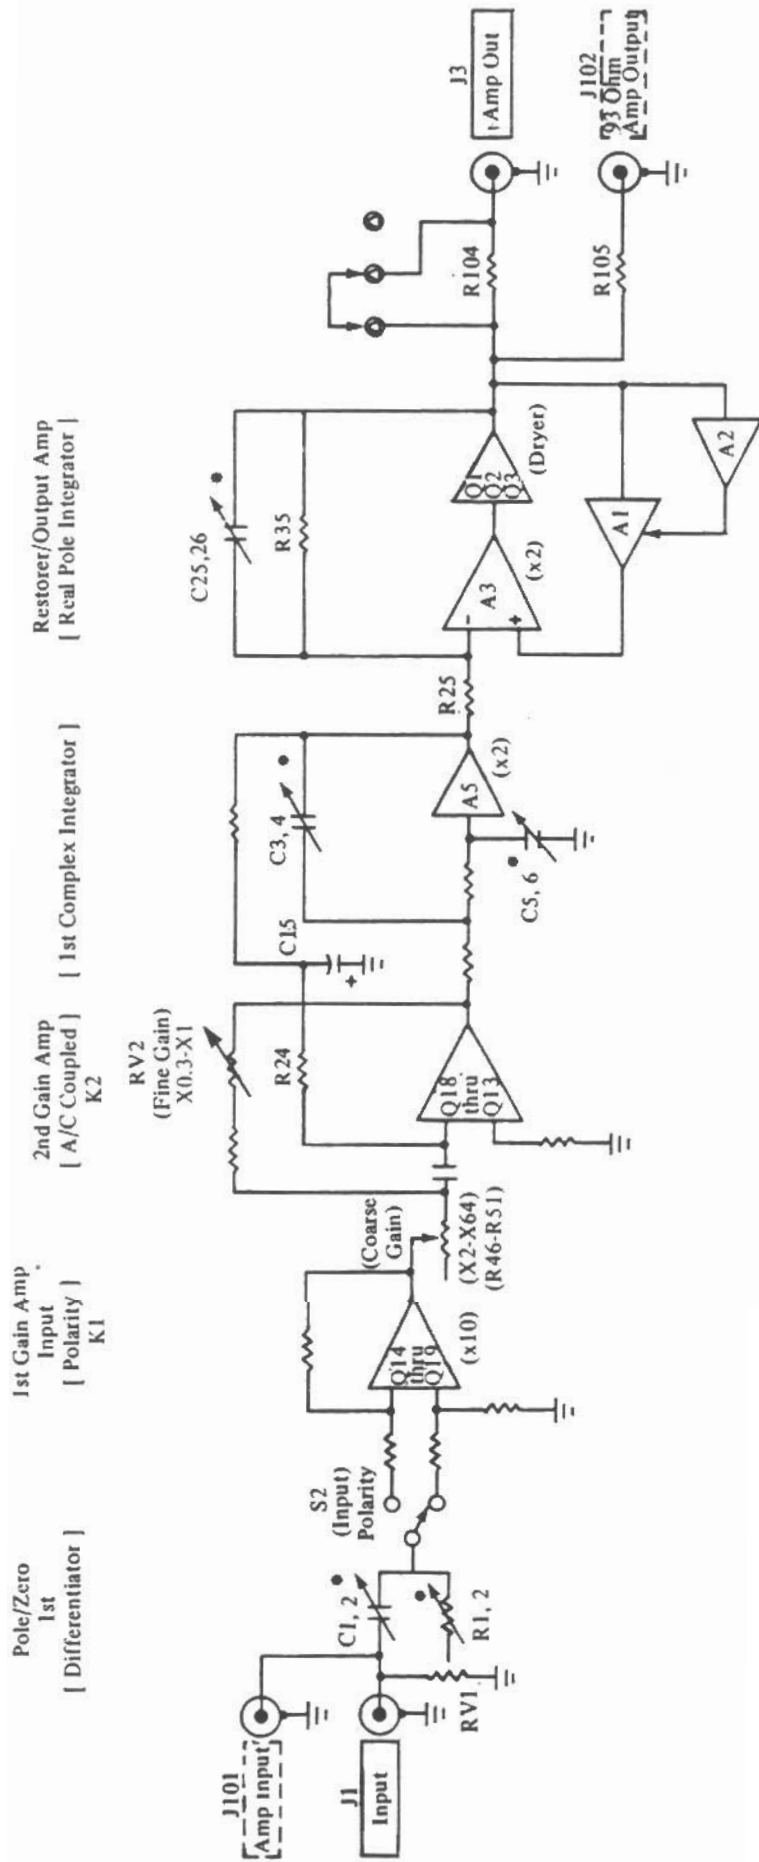 Pole/Zero
1st
[ Differentiator ]
1st Gain Amp
Input
[ Polarity ]
K1
2nd Gain Amp
[ A/C Coupled ]
K2
[ 1st Complex Integrator ]
Restorer/Output Amp
[ Real Pole Integrator ]
J101
Amp Input
J1
Input
C1, 2
R1, 2
RV1
S2
(Input)
Polarity
Q14
thru
Q19
(x10)
(Coarse
Gain)
(X2-X64)
(R46-R51)
RV2
(Fine Gain)
X0.3-X1
R24
Q18
thru
Q13
C15
+
C3, 4
C5, 6
A5
(x2)
R25
C25,26
R35
-
+
A3
(x2)
Q1
Q2
Q3
(Dryer)
A1
A2
R104
R105
J3
Amp Out
J102
93 Ohm
Amp Output